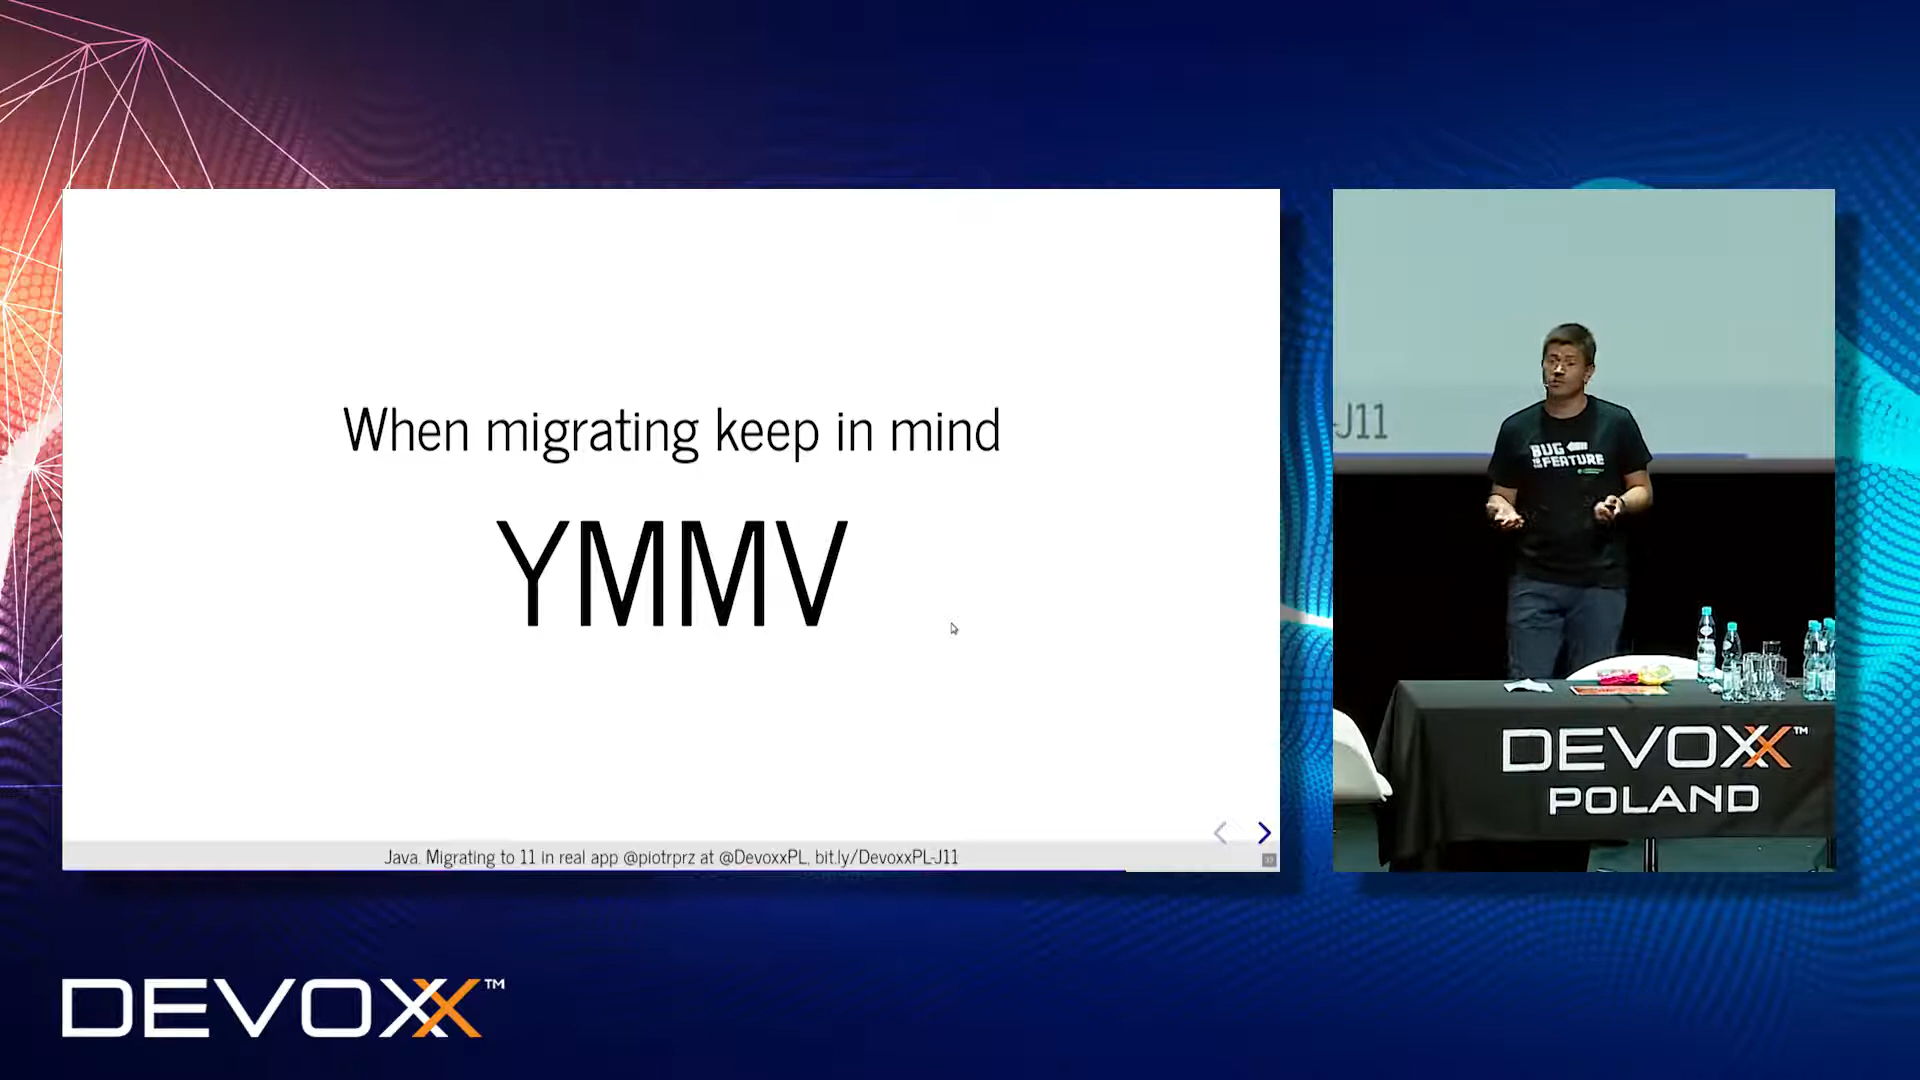 When migrating keep in mind
YMMV
Java. Migrating to 11 in real app @piotrprz at @DevoxxPL, bit.ly/DevoxxPL-J11
-J11
BUG
FEATURE
DEVOXX™
POLAND
DEVOXX™